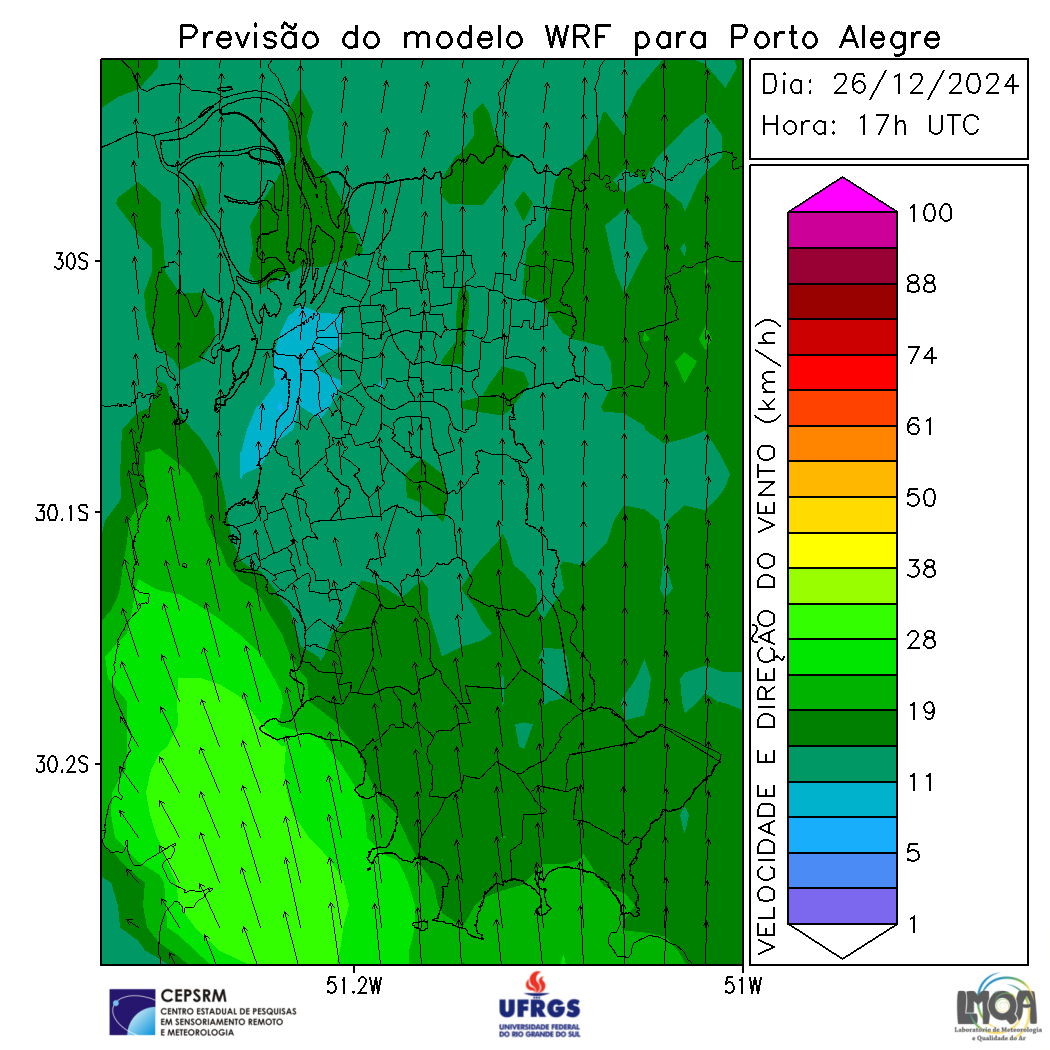 Previsão do modelo WRF para Porto Alegre
Dia: 26/12/2024
Hora: 17h UTC
30S
30.1S
30.2S
51.2W
51W
VELOCIDADE E DIREÇÃO DO VENTO (km/h)
100
88
74
61
50
38
28
19
11
5
1
CEPSRM
CENTRO ESTADUAL DE PESQUISAS
EM SENSORIAMENTO REMOTO
E METEOROLOGIA
UFRGS
UNIVERSIDADE FEDERAL
DO RIO GRANDE DO SUL
LMQA
Laboratório de Meteorologia
e Qualidade do Ar